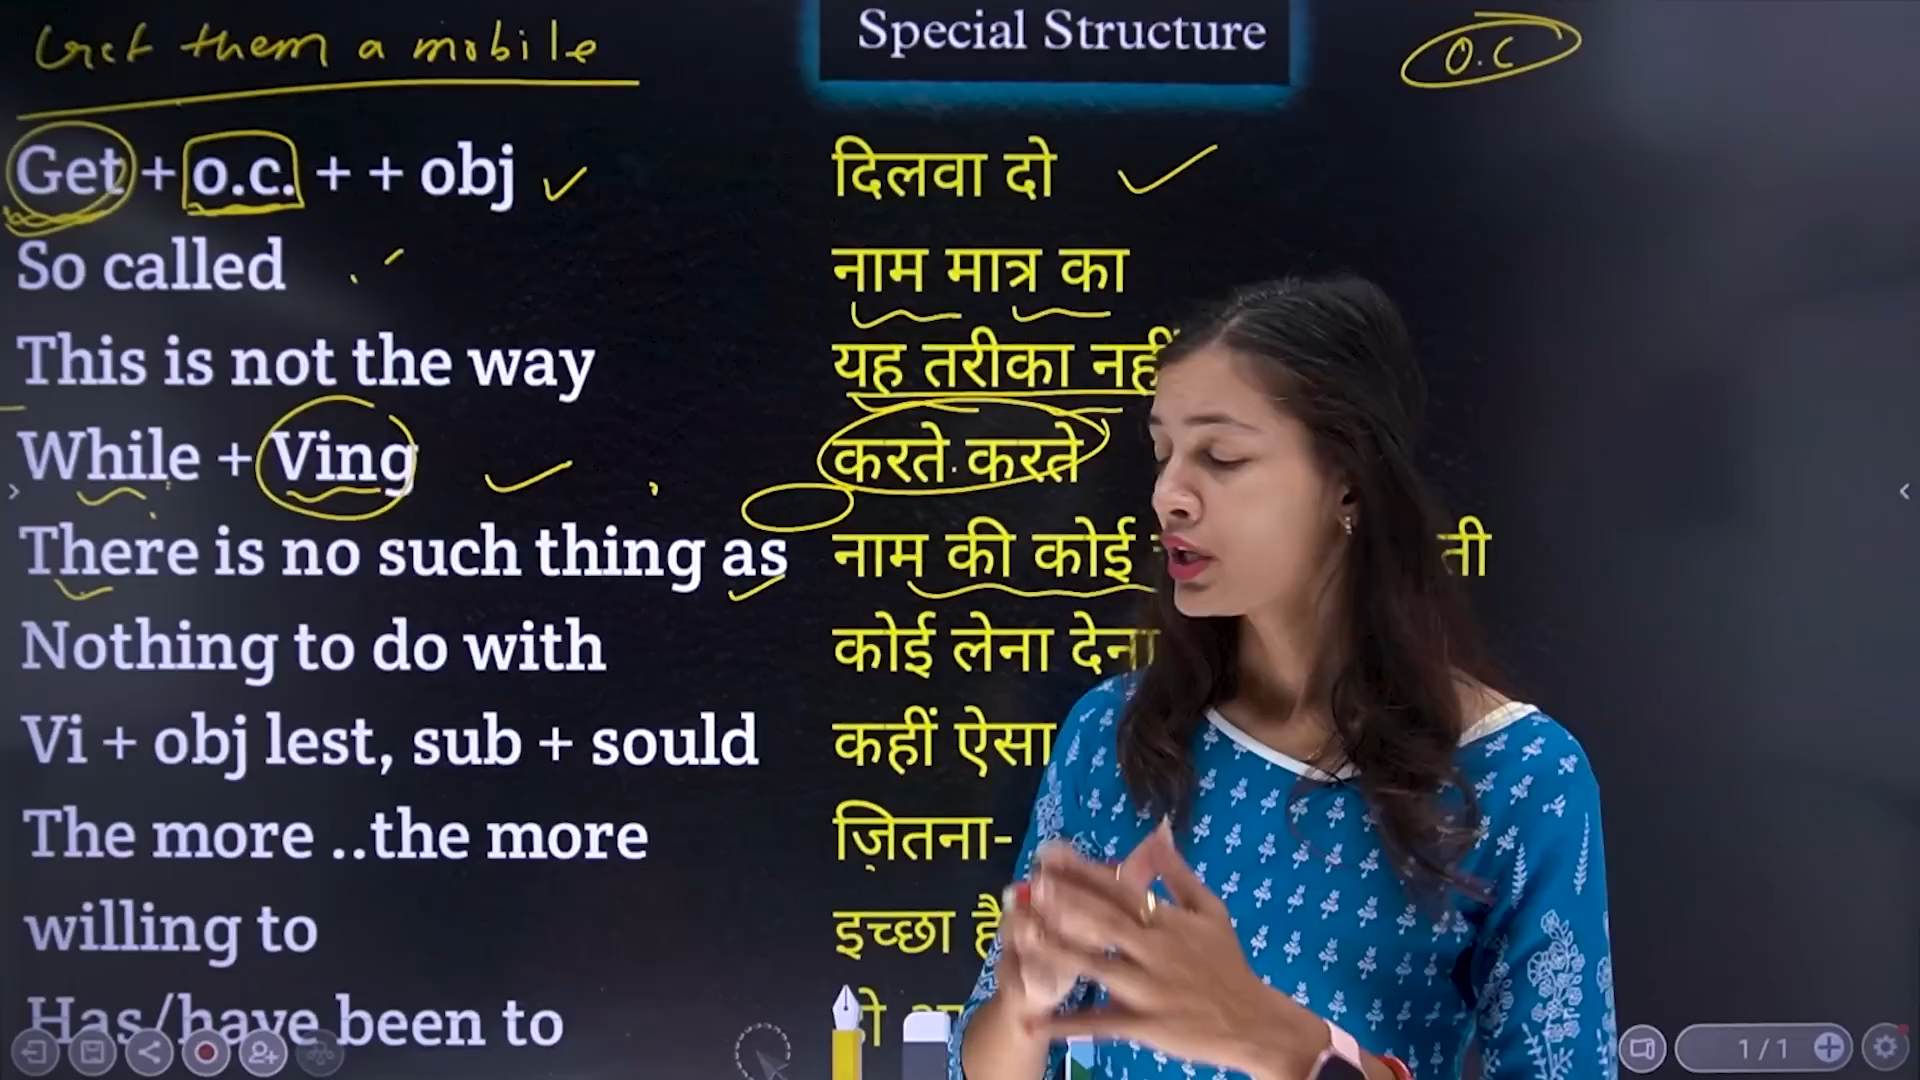 Get them a mobile
Special Structure
O.C
Get + o.c. + + obj दिलवा दो
So called नाम मात्र का
This is not the way यह तरीका नहीं
While + Ving करते करते
There is no such thing as नाम की कोई ती
Nothing to do with कोई लेना देना
Vi + obj lest, sub + sould कहीं ऐसा
The more ..the more ज़ितना-
willing to इच्छा है
Has/have been to
1/1